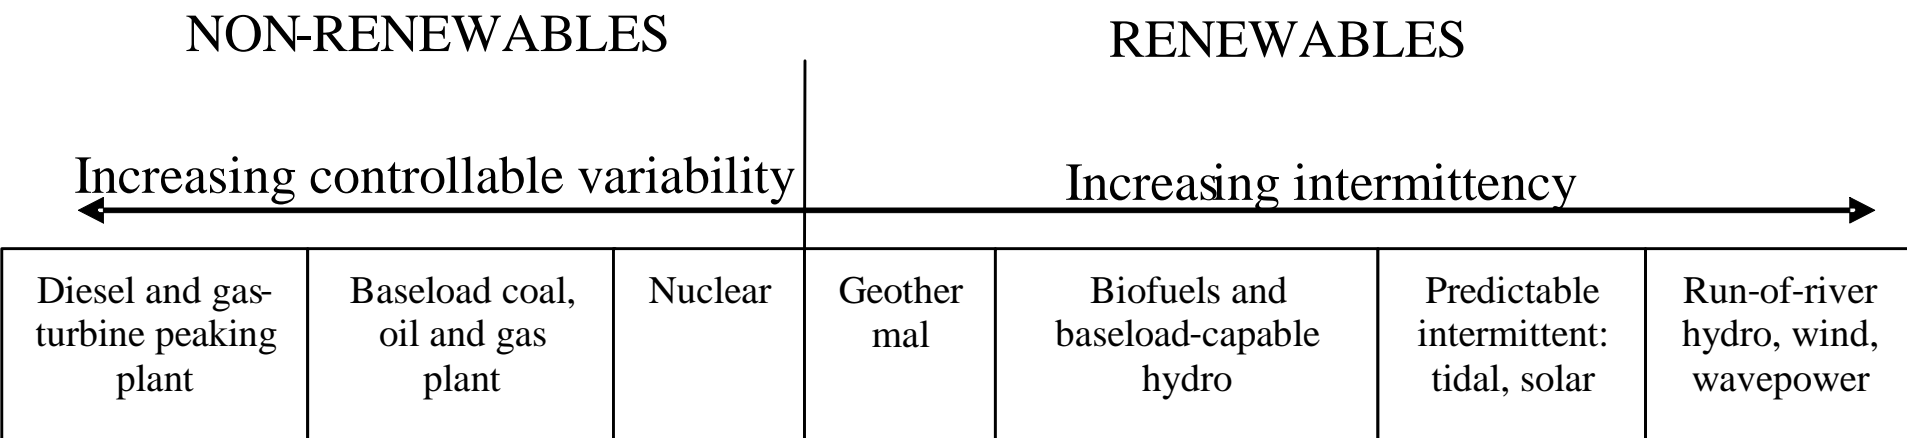 NON-RENEWABLES
RENEWABLES
Increasing controllable variability
Increasing intermittency
Diesel and gas-
turbine peaking
plant
Baseload coal,
oil and gas
plant
Nuclear
Geother
mal
Biofuels and
baseload-capable
hydro
Predictable
intermittent:
tidal, solar
Run-of-river
hydro, wind,
wavepower